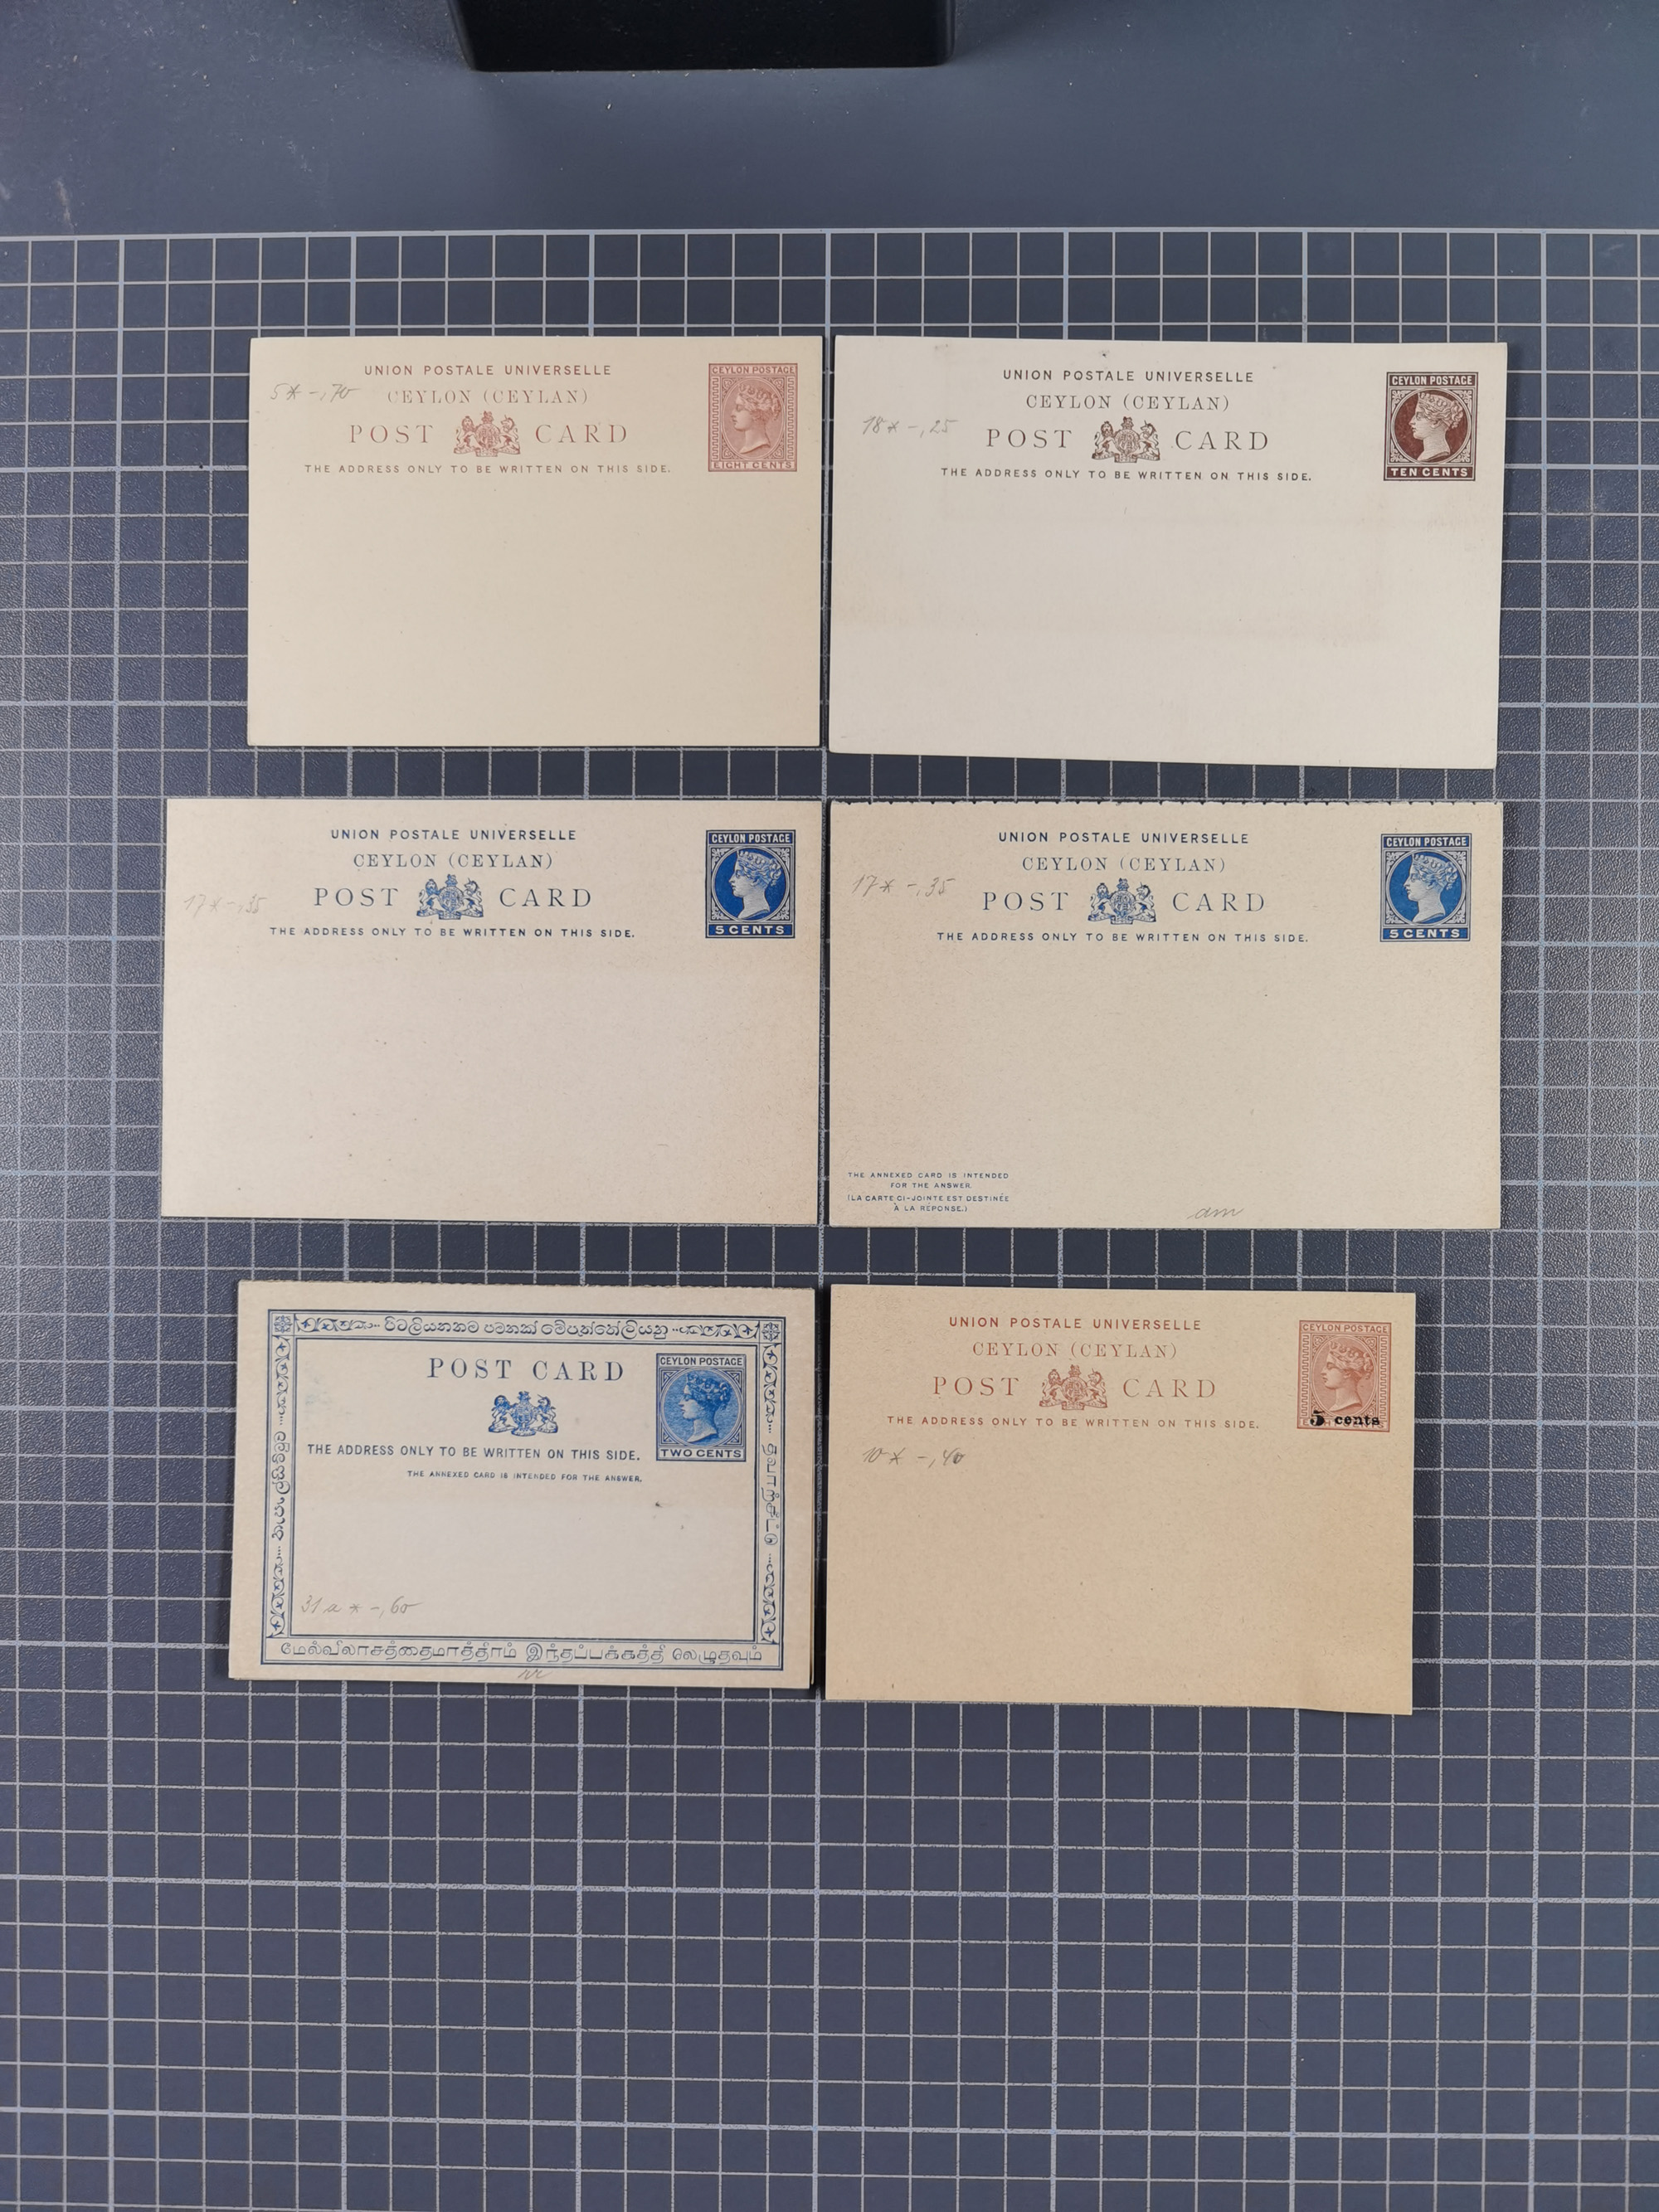 UNION POSTALE UNIVERSELLE
CEYLON (CEYLAN)
POST CARD
THE ADDRESS ONLY TO BE WRITTEN ON THIS SIDE.
CEYLON POSTAGE
EIGHT CENTS
5* -,70
UNION POSTALE UNIVERSELLE
CEYLON (CEYLAN)
POST CARD
THE ADDRESS ONLY TO BE WRITTEN ON THIS SIDE.
CEYLON POSTAGE
TEN CENTS
18* -,25
UNION POSTALE UNIVERSELLE
CEYLON (CEYLAN)
POST CARD
THE ADDRESS ONLY TO BE WRITTEN ON THIS SIDE.
CEYLON POSTAGE
5 CENTS
17* -,35
UNION POSTALE UNIVERSELLE
CEYLON (CEYLAN)
POST CARD
THE ADDRESS ONLY TO BE WRITTEN ON THIS SIDE.
CEYLON POSTAGE
5 CENTS
17* -,35
THE ANNEXED CARD IS INTENDED
FOR THE ANSWER.
(LA CARTE CI-JOINTE EST DESTINÉE
À LA RÉPONSE.)
POST CARD
THE ADDRESS ONLY TO BE WRITTEN ON THIS SIDE.
THE ANNEXED CARD IS INTENDED FOR THE ANSWER.
CEYLON POSTAGE
TWO CENTS
31a * -,60
மேல்விலாசத்தைமாத்திரம் இந்தப்பக்கத்தி லெழுதவும்
UNION POSTALE UNIVERSELLE
CEYLON (CEYLAN)
POST CARD
THE ADDRESS ONLY TO BE WRITTEN ON THIS SIDE.
CEYLON POSTAGE
5 cents
10* -,40